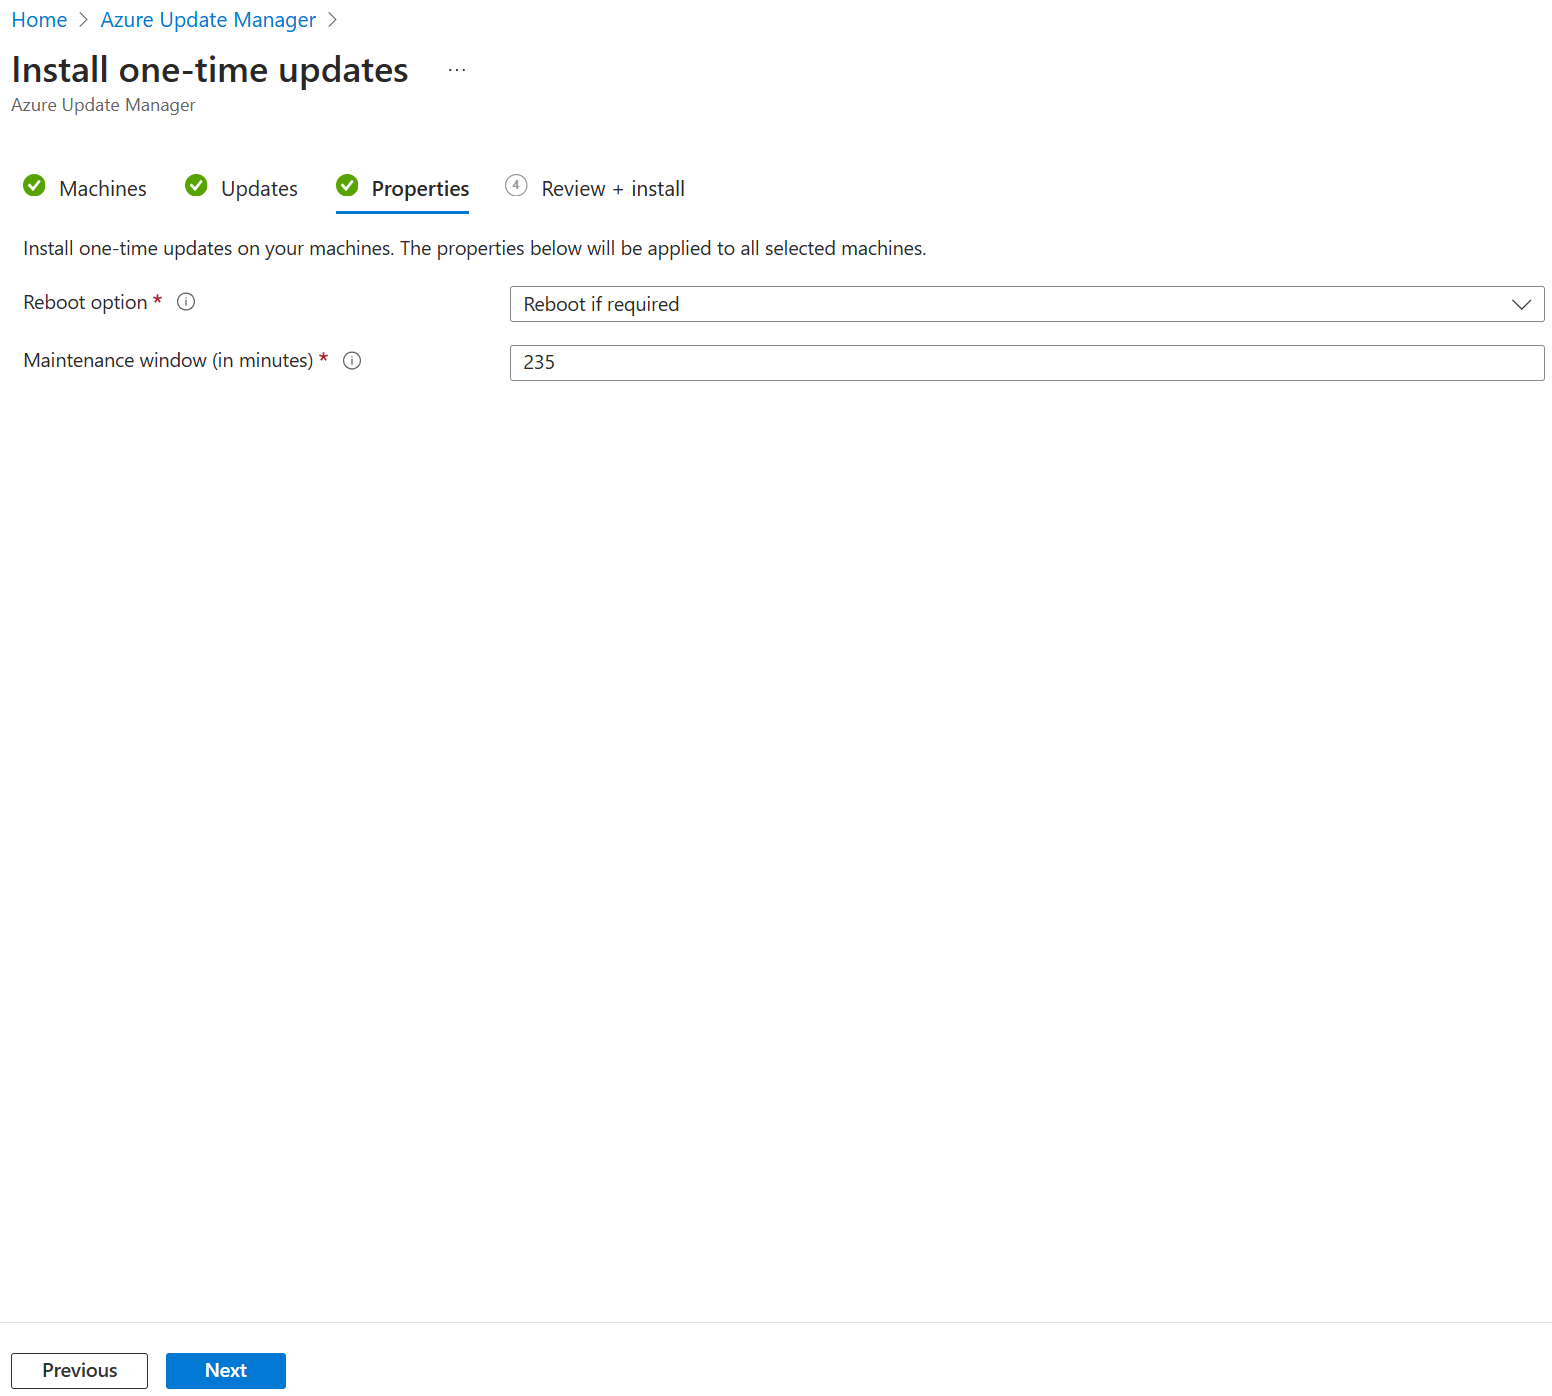 Home > Azure Update Manager >
Install one-time updates ...
Azure Update Manager
Machines Updates Properties 4 Review + install
Install one-time updates on your machines. The properties below will be applied to all selected machines.
Reboot option * Reboot if required
Maintenance window (in minutes) * 235
Previous Next